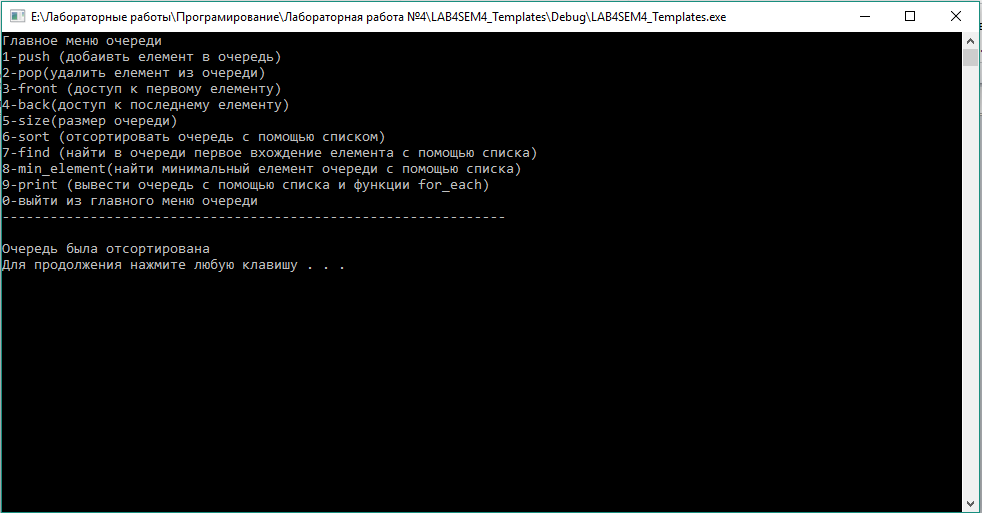 E:\Лабораторные работы\Програмирование\Лабораторная работа №4\LAB4SEM4_Templates\Debug\LAB4SEM4_Templates.exe
Главное меню очереди
1-push (добаивть елемент в очередь)
2-pop(удалить елемент из очереди)
3-front (доступ к первому елементу)
4-back(доступ к последнему елементу)
5-size(размер очереди)
6-sort (отсортировать очередь с помощью списком)
7-find (найти в очереди первое вхождение елемента с помощью списка)
8-min_element(найти минимальный елемент очереди с помощью списка)
9-print (вывести очередь с помощью списка и функции for_each)
0-выйти из главного меню очереди
---------------------------------------------------------------
Очередь была отсортирована
Для продолжения нажмите любую клавишу . . .